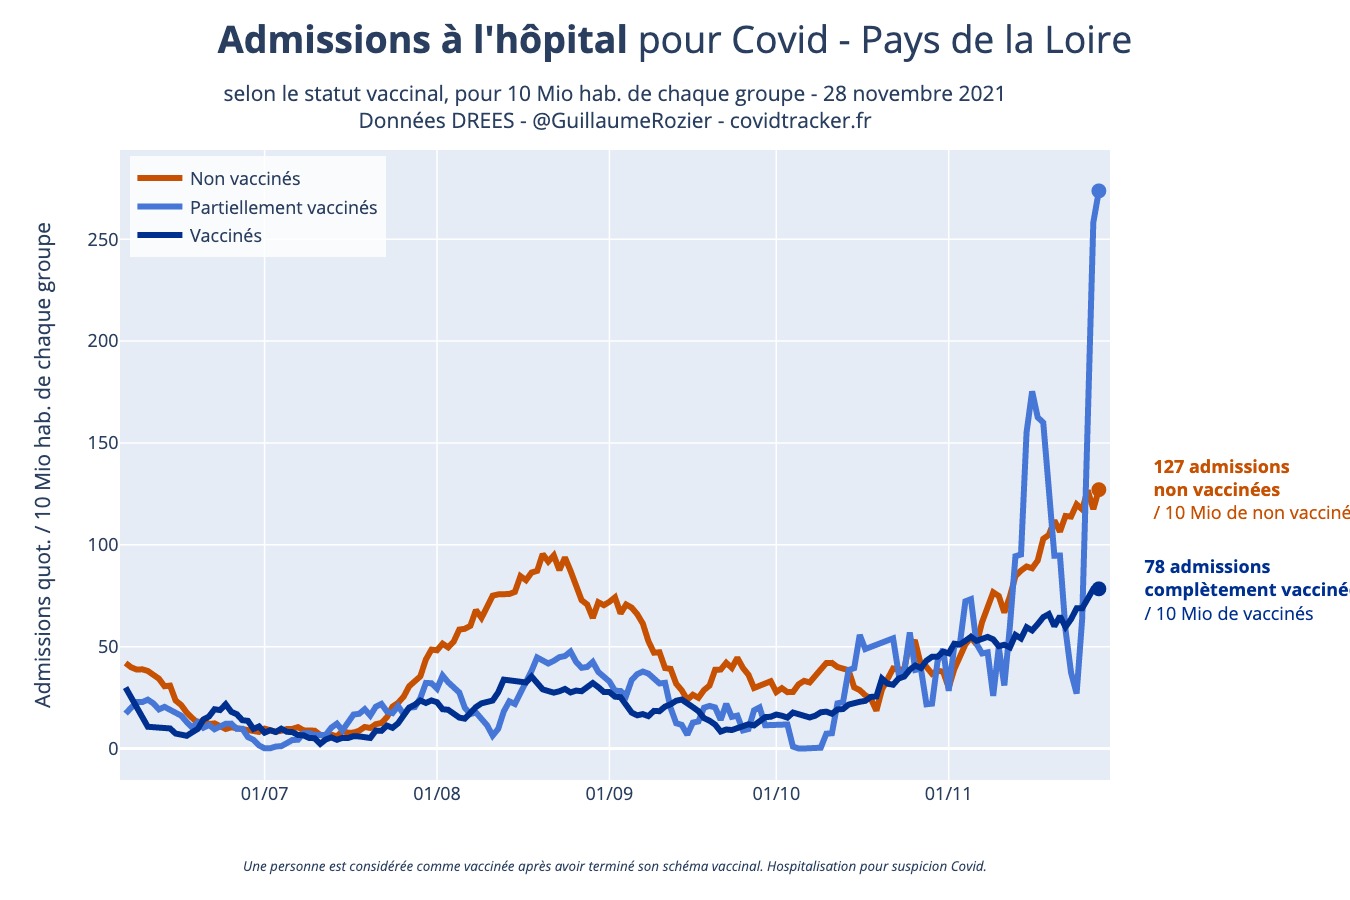 Admissions à l'hôpital pour Covid - Pays de la Loire
selon le statut vaccinal, pour 10 Mio hab. de chaque groupe - 28 novembre 2021
Données DREES - @GuillaumeRozier - covidtracker.fr
Non vaccinés
Partiellement vaccinés
Vaccinés
Admissions quot. / 10 Mio hab. de chaque groupe
250
200
150
100
50
0
01/07
01/08
01/09
01/10
01/11
127 admissions
non vaccinées
/ 10 Mio de non vacciné
78 admissions
complètement vacciné
/ 10 Mio de vaccinés
Une personne est considérée comme vaccinée après avoir terminé son schéma vaccinal. Hospitalisation pour suspicion Covid.